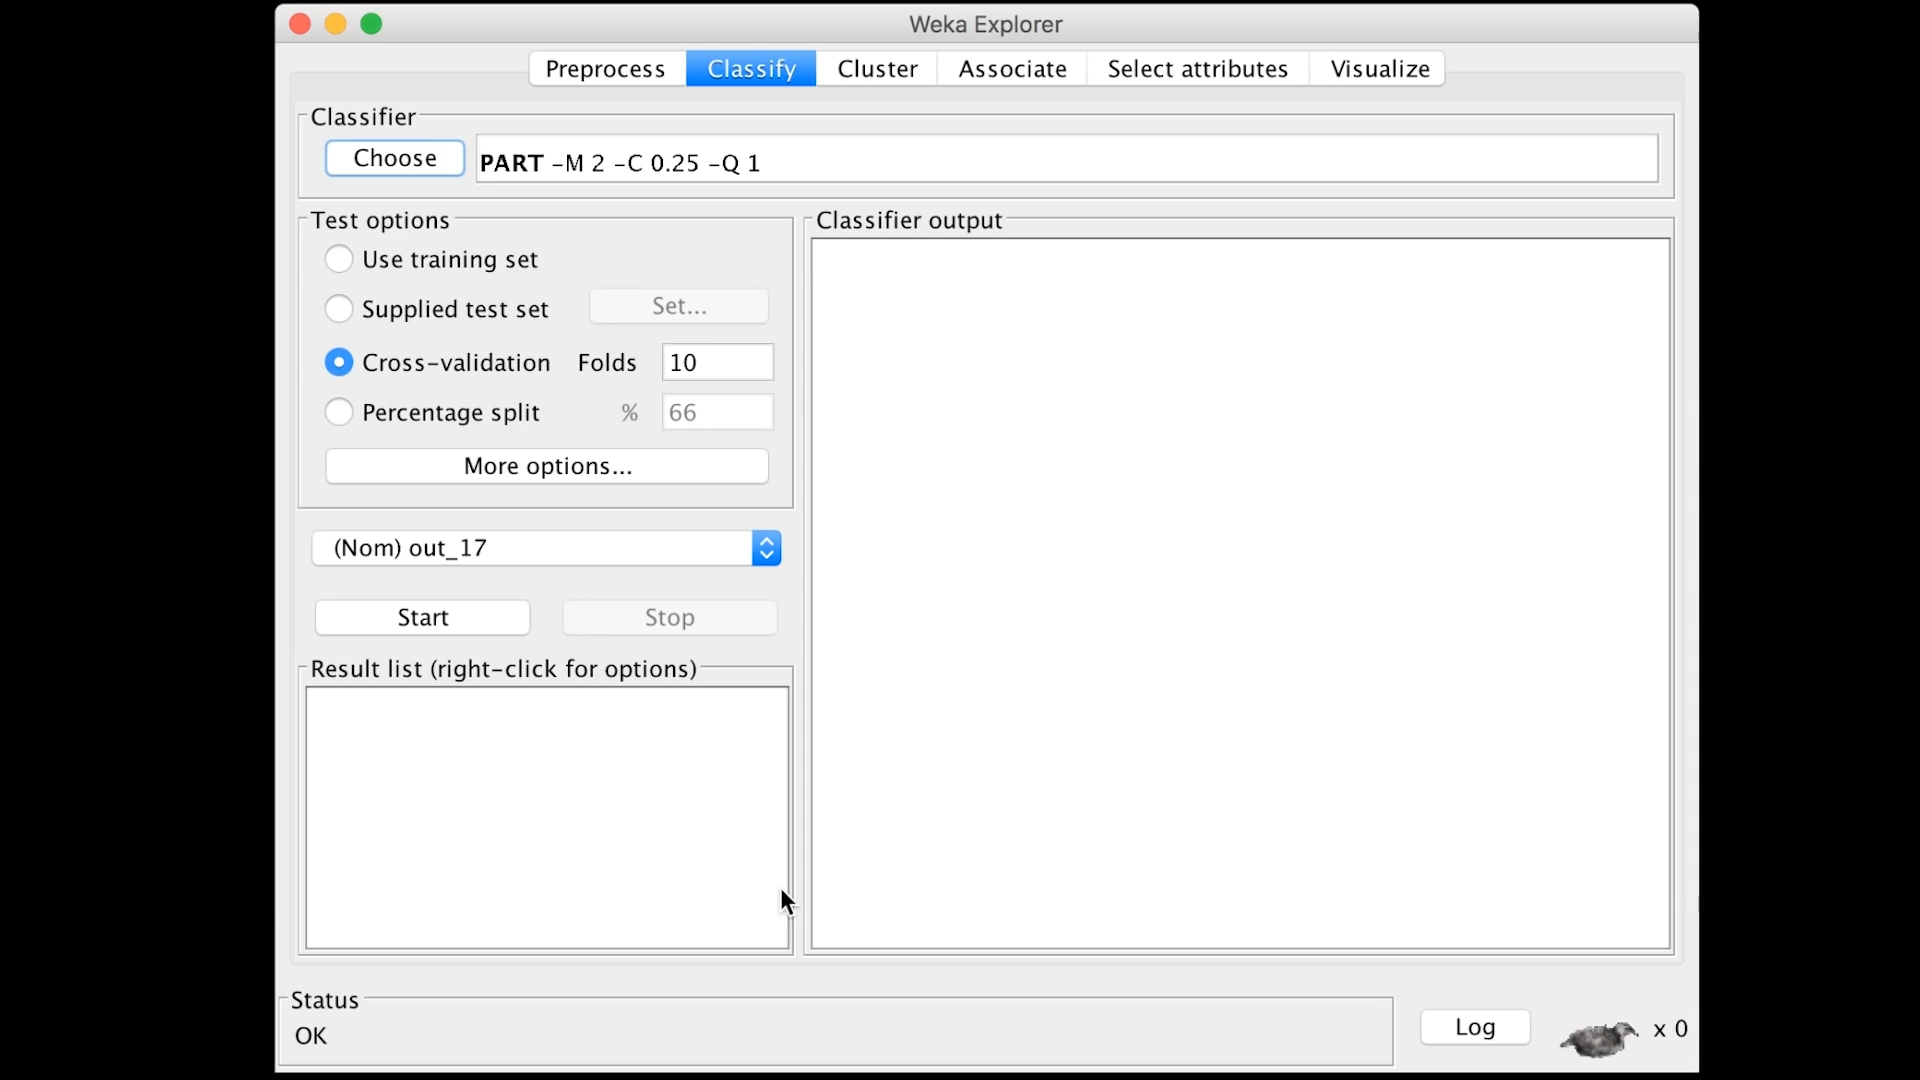 Weka Explorer
Preprocess Classify Cluster Associate Select attributes Visualize
Classifier
Choose PART -M 2 -C 0.25 -Q 1
Test options
Use training set
Supplied test set Set...
Cross-validation Folds 10
Percentage split % 66
More options...
(Nom) out_17
Start Stop
Result list (right-click for options)
Classifier output
Status
OK
Log x 0